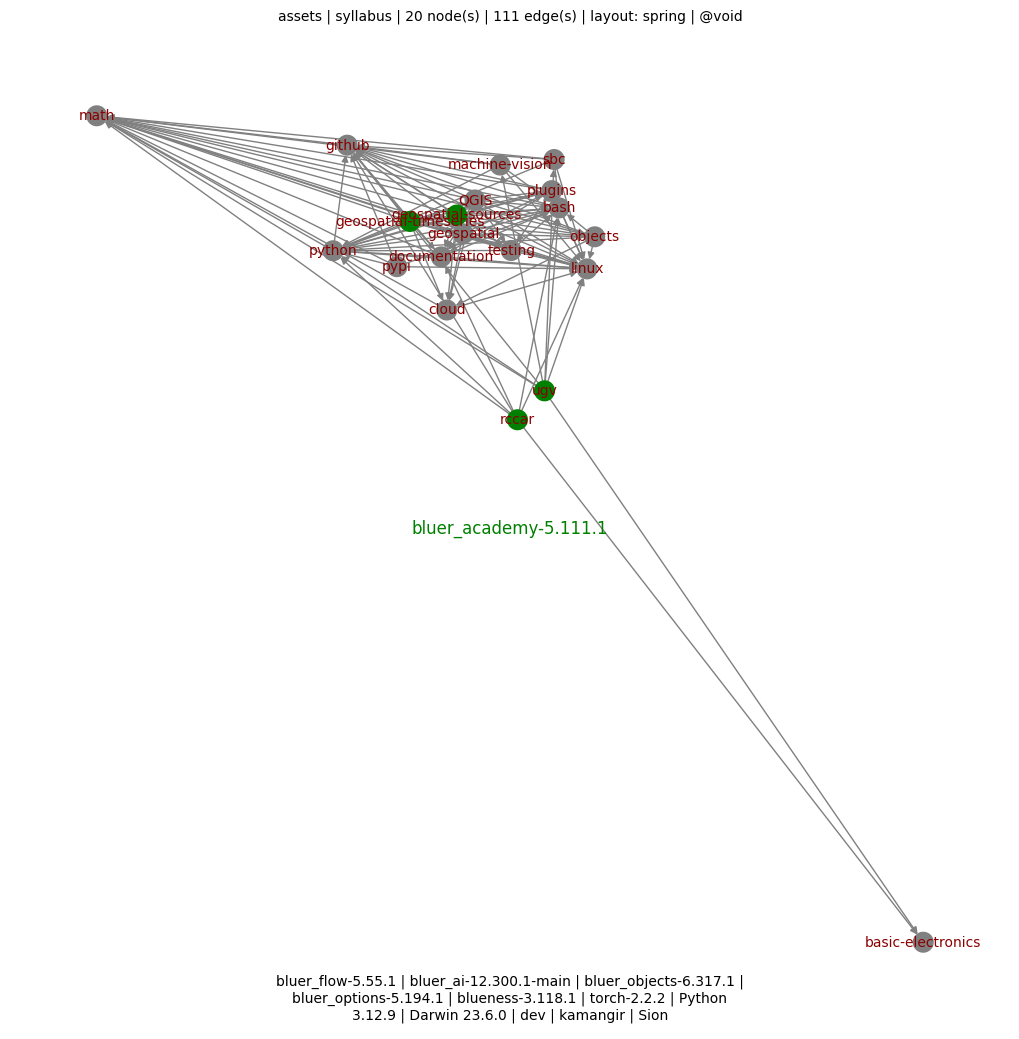 assets | syllabus | 20 node(s) | 111 edge(s) | layout: spring | @void
math
github
sbc
machine-vision
plugins
QGIS
bash
geospatial-sources
geospatial-timeseries
geospatial
objects
python
testing
documentation
pypi
linux
cloud
ugv
rccar
bluer_academy-5.111.1
basic-electronics
bluer_flow-5.55.1 | bluer_ai-12.300.1-main | bluer_objects-6.317.1 |
bluer_options-5.194.1 | blueness-3.118.1 | torch-2.2.2 | Python
3.12.9 | Darwin 23.6.0 | dev | kamangir | Sion